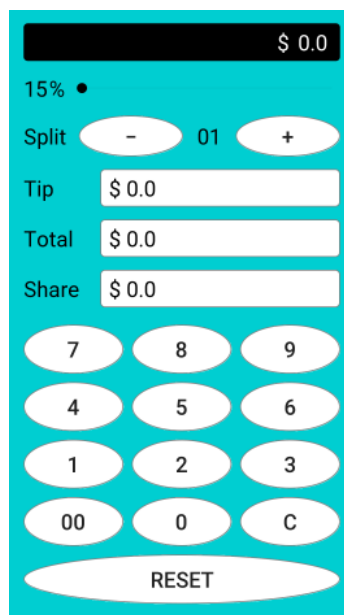 $ 0.0
15%
Split − 01 +
Tip $ 0.0
Total $ 0.0
Share $ 0.0
7 8 9
4 5 6
1 2 3
00 0 C
RESET